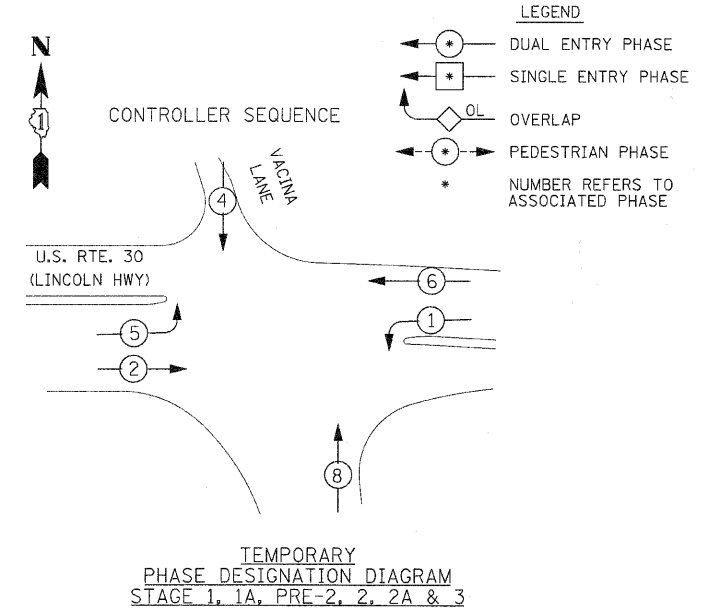 LEGEND
N
* DUAL ENTRY PHASE
* SINGLE ENTRY PHASE
1
CONTROLLER SEQUENCE
OL OVERLAP
* PEDESTRIAN PHASE
* NUMBER REFERS TO
ASSOCIATED PHASE
VACINA
LANE
4
U.S. RTE. 30
(LINCOLN HWY)
6
1
5
2
8
TEMPORARY
PHASE DESIGNATION DIAGRAM
STAGE 1, 1A, PRE-2, 2, 2A & 3